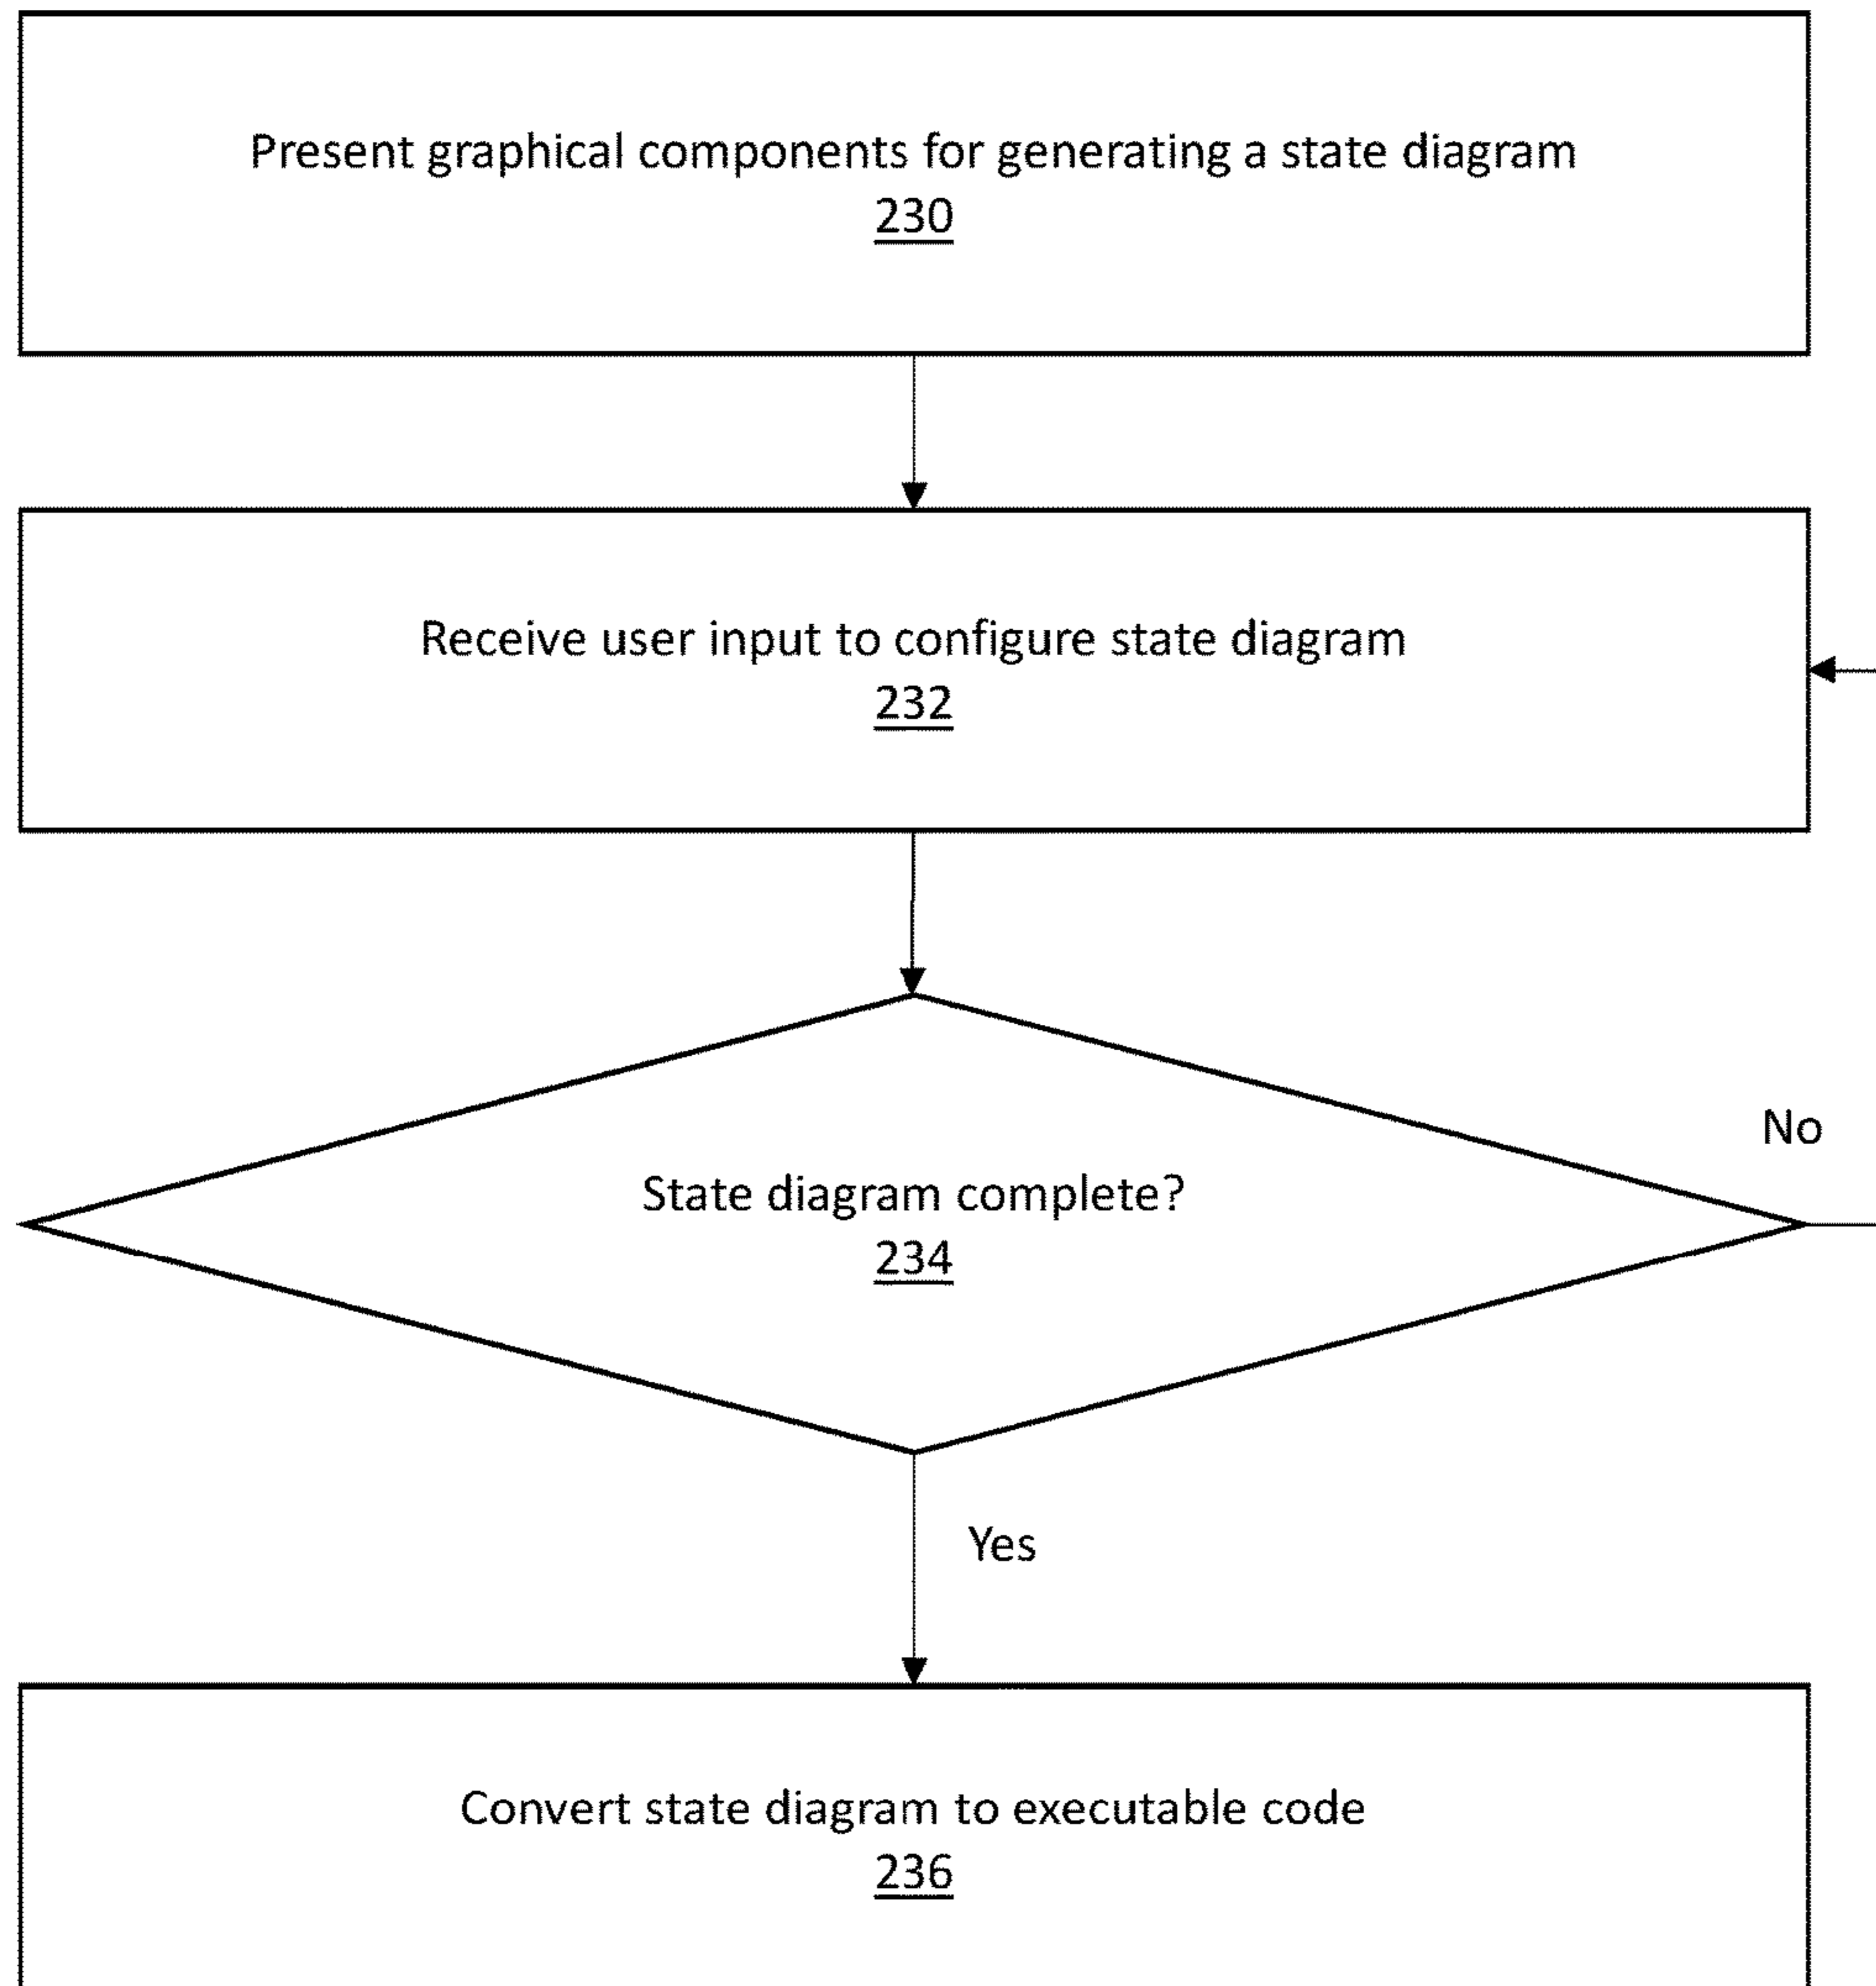 Present graphical components for generating a state diagram
230
Receive user input to configure state diagram
232
No
State diagram complete?
234
Yes
Convert state diagram to executable code
236